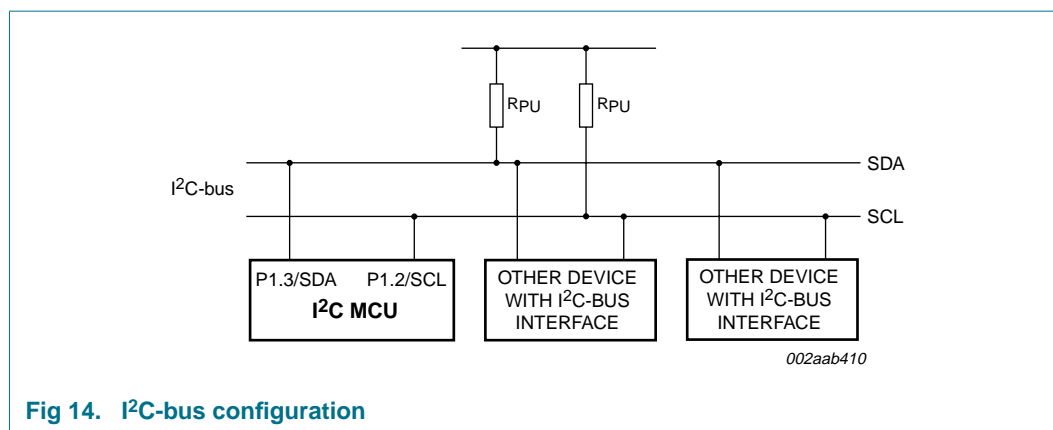 RPU RPU
SDA
I²C-bus
SCL
P1.3/SDA P1.2/SCL
I²C MCU
OTHER DEVICE
WITH I²C-BUS
INTERFACE
OTHER DEVICE
WITH I²C-BUS
INTERFACE
002aab410
Fig 14. I²C-bus configuration